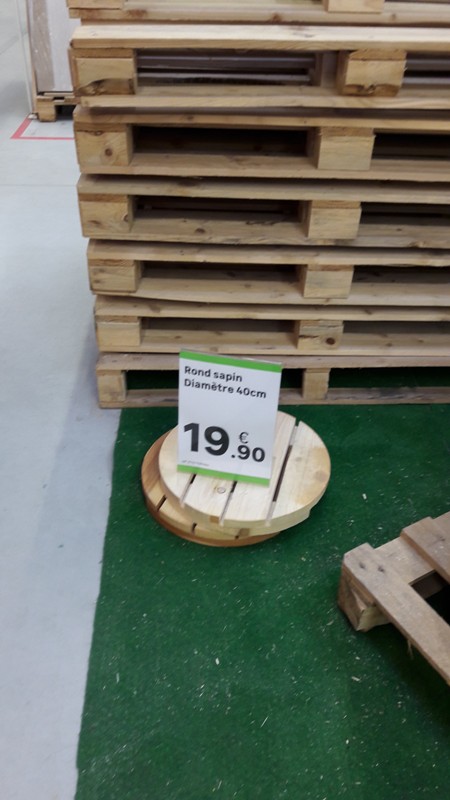 Rond sapin
Diamètre 40cm
19€.90